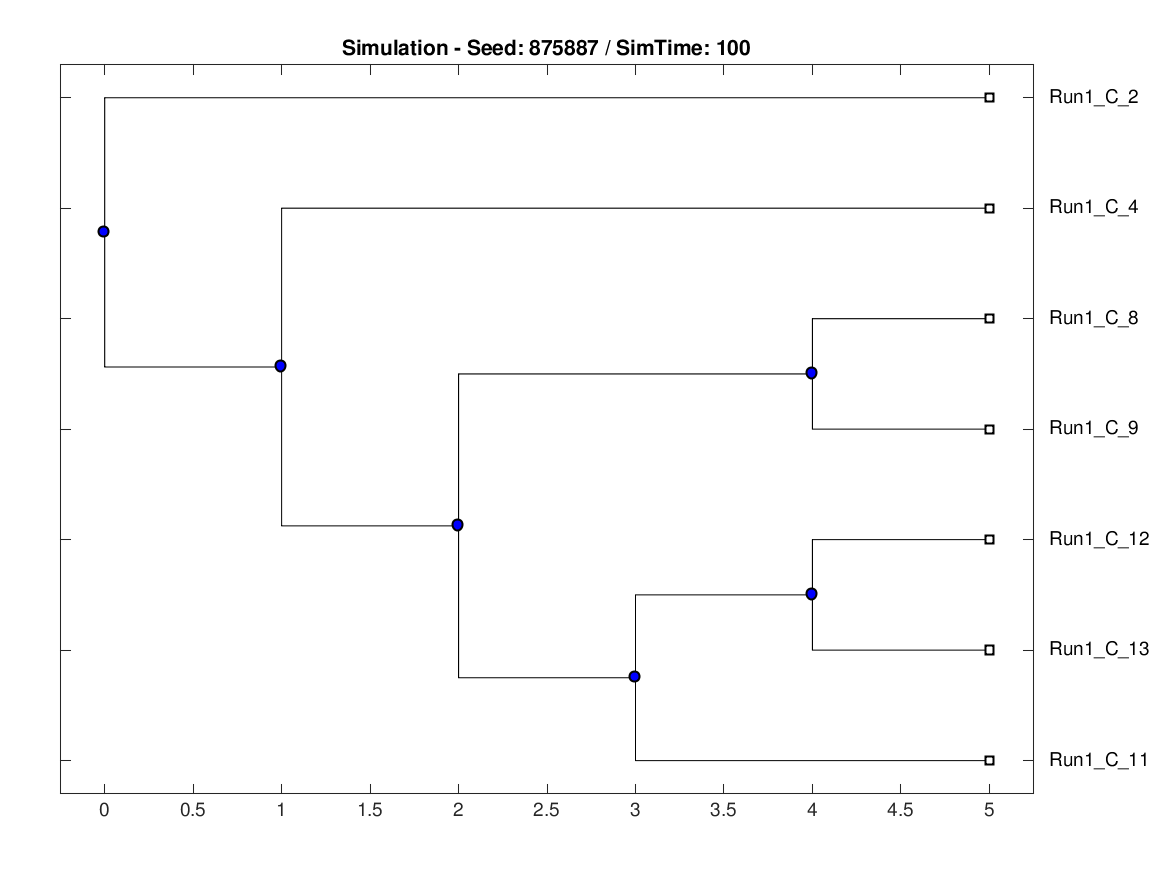 Simulation - Seed: 875887 / SimTime: 100
Run1_C_2
Run1_C_4
Run1_C_8
Run1_C_9
Run1_C_12
Run1_C_13
Run1_C_11
0 0.5 1 1.5 2 2.5 3 3.5 4 4.5 5